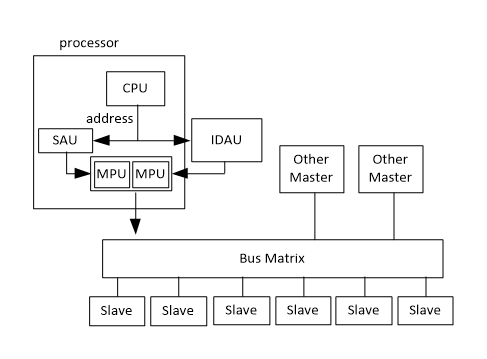 processor
CPU
address
SAU
IDAU
MPU MPU
Other
Master
Other
Master
Bus Matrix
Slave Slave Slave Slave Slave Slave